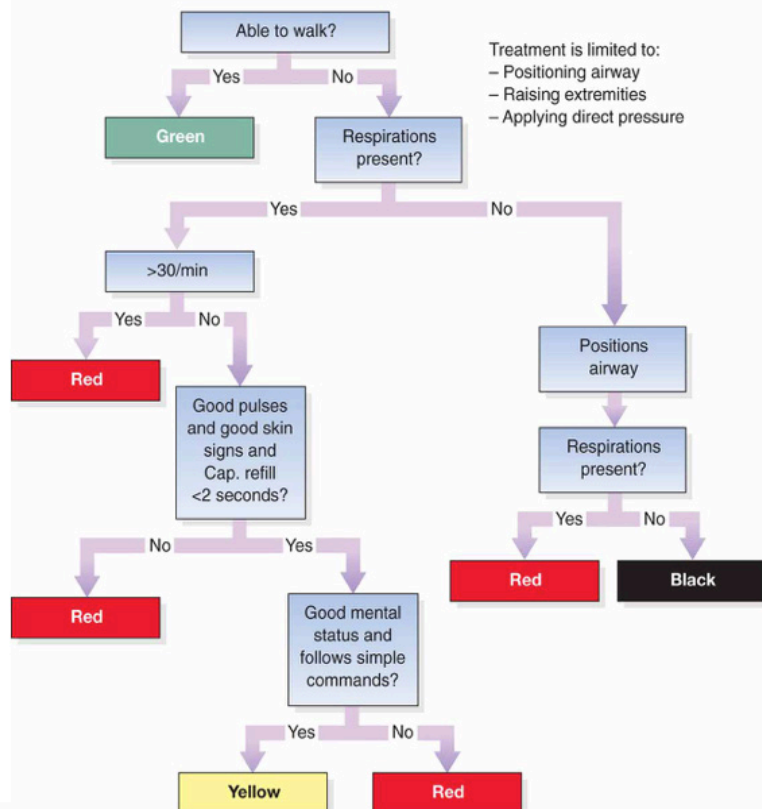 Able to walk?
Treatment is limited to:
– Positioning airway
– Raising extremities
– Applying direct pressure
Yes
No
Green
Respirations
present?
Yes
No
>30/min
Yes
No
Red
Positions
airway
Good pulses
and good skin
signs and
Cap. refill
<2 seconds?
Respirations
present?
Yes
No
No
Yes
Red
Black
Red
Good mental
status and
follows simple
commands?
Yes
No
Yellow
Red